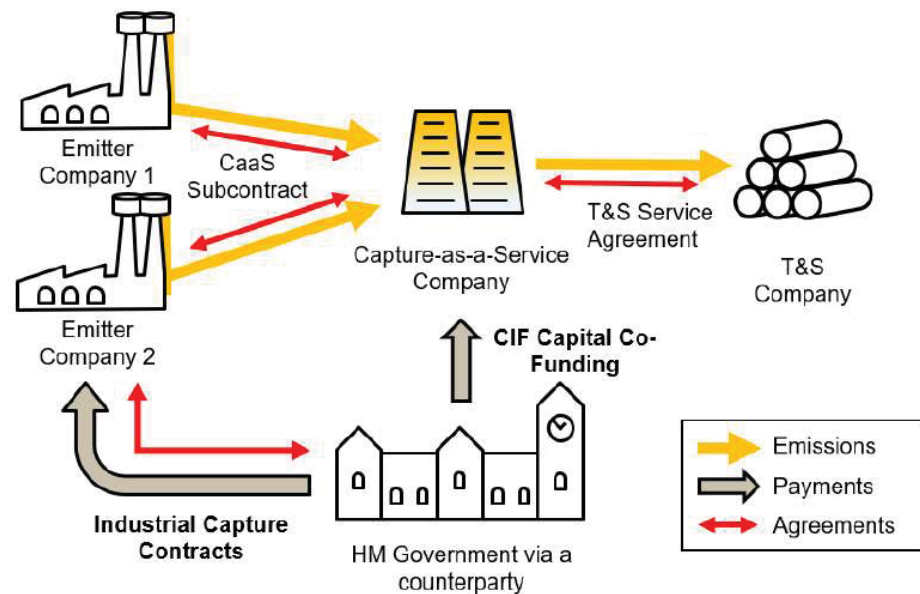 Emitter
Company 1
CaaS
Subcontract
Emitter
Company 2
Capture-as-a-Service
Company
T&S Service
Agreement
T&S
Company
CIF Capital Co-
Funding
Industrial Capture
Contracts
HM Government via a
counterparty
Emissions
Payments
Agreements